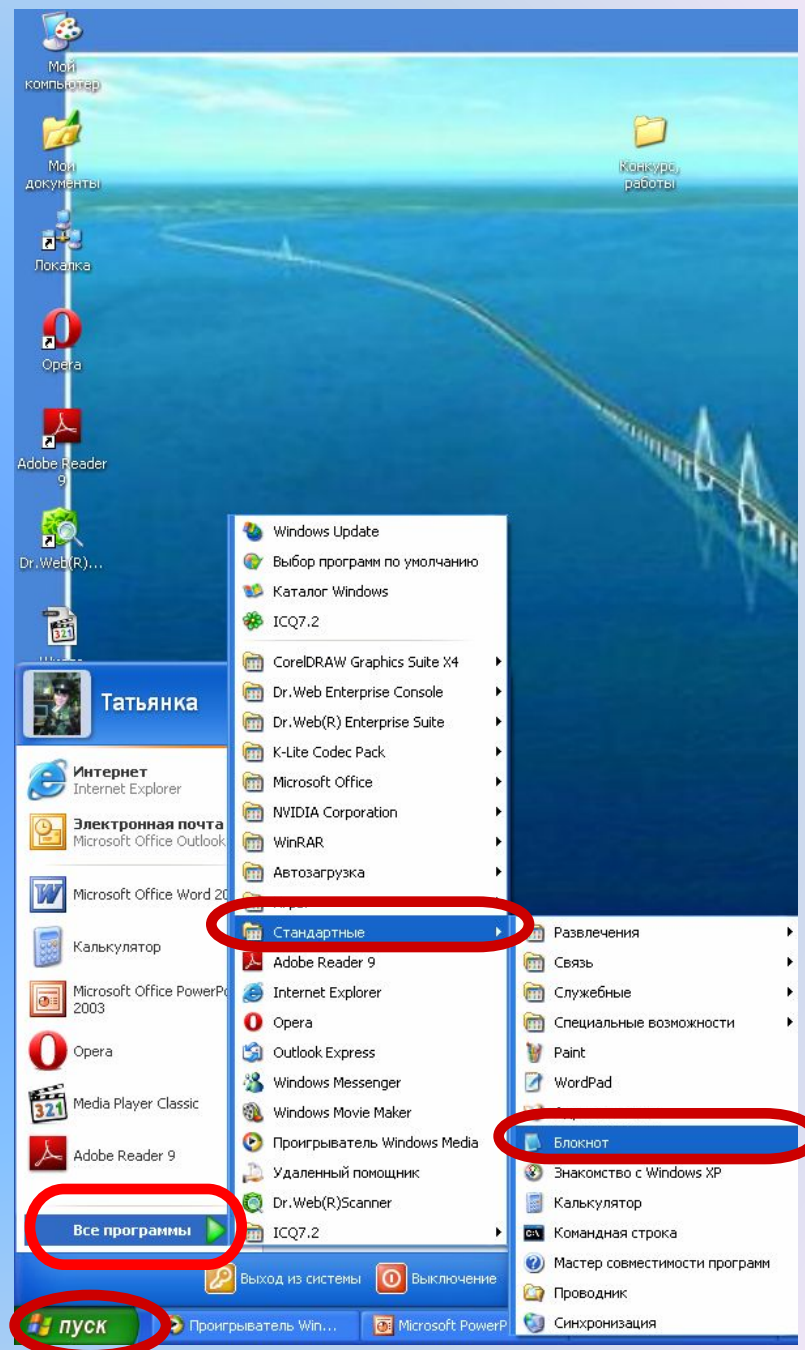 Мой
компьютер
Мои
документы
Локалка
Opera
Adobe Reader
9
Dr.Web(R)...
Конкурс,
работы
Windows Update
Выбор программ по умолчанию
Каталог Windows
ICQ7.2
CorelDRAW Graphics Suite X4
Dr.Web Enterprise Console
Dr.Web(R) Enterprise Suite
K-Lite Codec Pack
Microsoft Office
NVIDIA Corporation
WinRAR
Автозагрузка
Стандартные
Adobe Reader 9
Internet Explorer
Opera
Outlook Express
Windows Messenger
Windows Movie Maker
Проигрыватель Windows Media
Удаленный помощник
Dr.Web(R)Scanner
ICQ7.2
Татьянка
Интернет
Internet Explorer
Электронная почта
Microsoft Office Outlook
Microsoft Office Word 20
Калькулятор
Microsoft Office PowerPo
2003
Opera
Media Player Classic
321
Adobe Reader 9
Все программы
Развлечения
Связь
Служебные
Специальные возможности
Paint
WordPad
Блокнот
Знакомство с Windows XP
Калькулятор
Командная строка
Мастер совместимости программ
Проводник
Синхронизация
Выход из системы
Выключение
пуск
Проигрыватель Win...
Microsoft PowerP